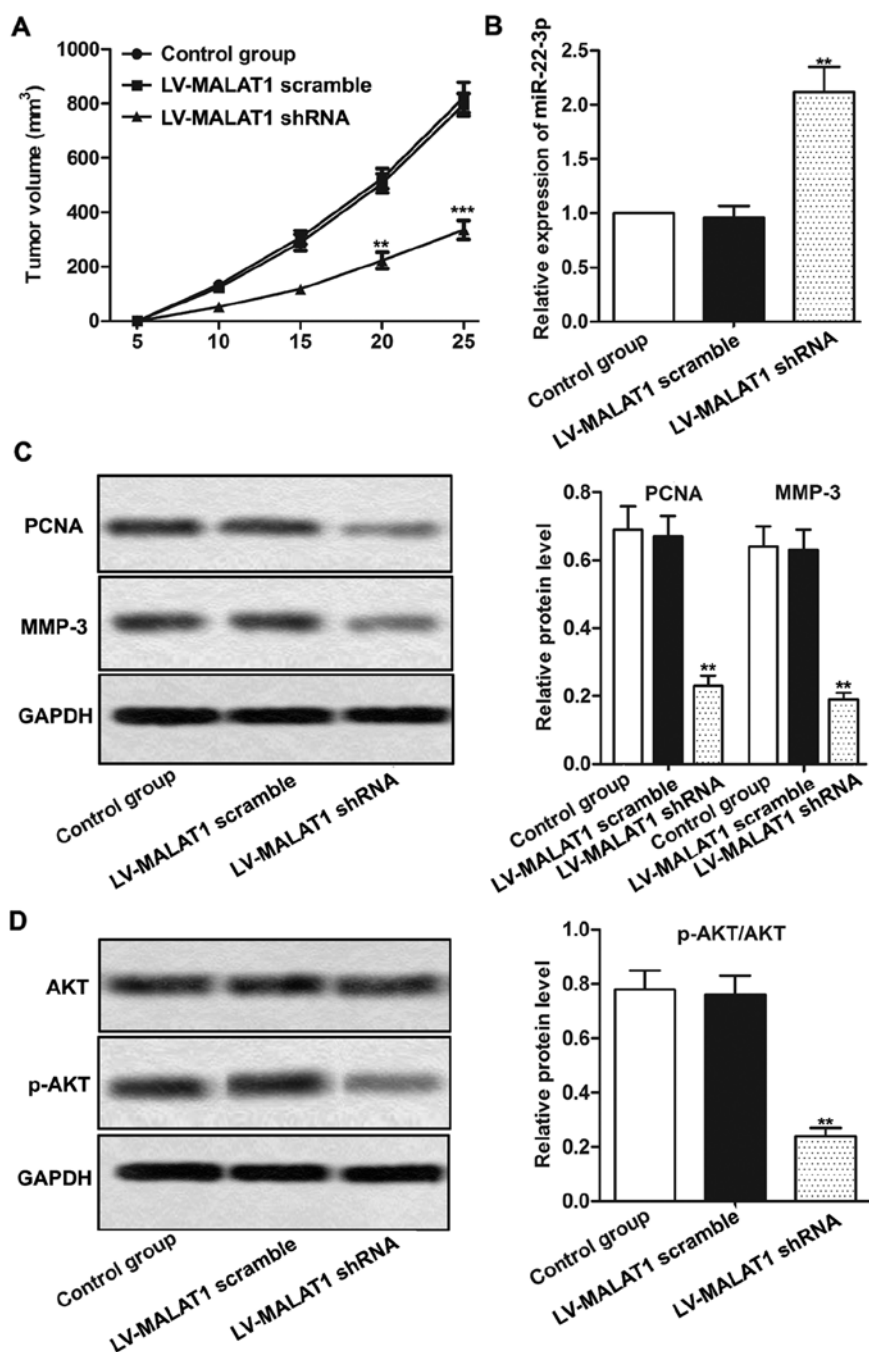 A
Control group
LV-MALAT1 scramble
LV-MALAT1 shRNA
Tumor volume (mm³)
1000
800
600
400
200
0
** ***
5 10 15 20 25
B
Relative expression of miR-22-3p
2.5
2.0
1.5
1.0
0.5
0.0
**
Control group
LV-MALAT1 scramble
LV-MALAT1 shRNA
C
PCNA
MMP-3
GAPDH
Control group
LV-MALAT1 scramble
LV-MALAT1 shRNA
PCNA MMP-3
Relative protein level
0.8
0.6
0.4
0.2
0.0
** **
Control group
LV-MALAT1 scramble
LV-MALAT1 shRNA
Control group
LV-MALAT1 scramble
LV-MALAT1 shRNA
D
AKT
p-AKT
GAPDH
Control group
LV-MALAT1 scramble
LV-MALAT1 shRNA
p-AKT/AKT
Relative protein level
1.0
0.8
0.6
0.4
0.2
0.0
**
Control group
LV-MALAT1 scramble
LV-MALAT1 shRNA